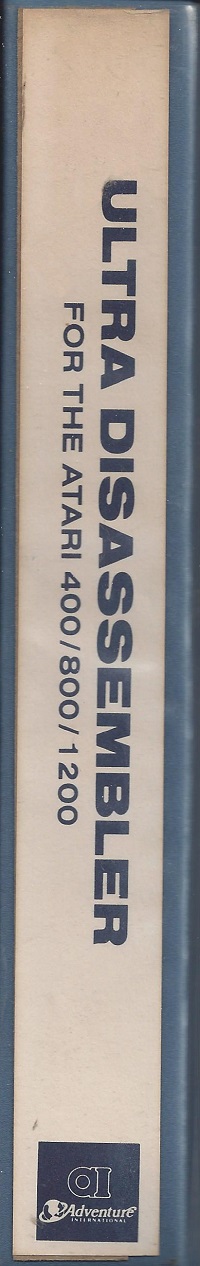 ULTRA DISASSEMBLER
FOR THE ATARI 400/800/1200
AI
Adventure
INTERNATIONAL